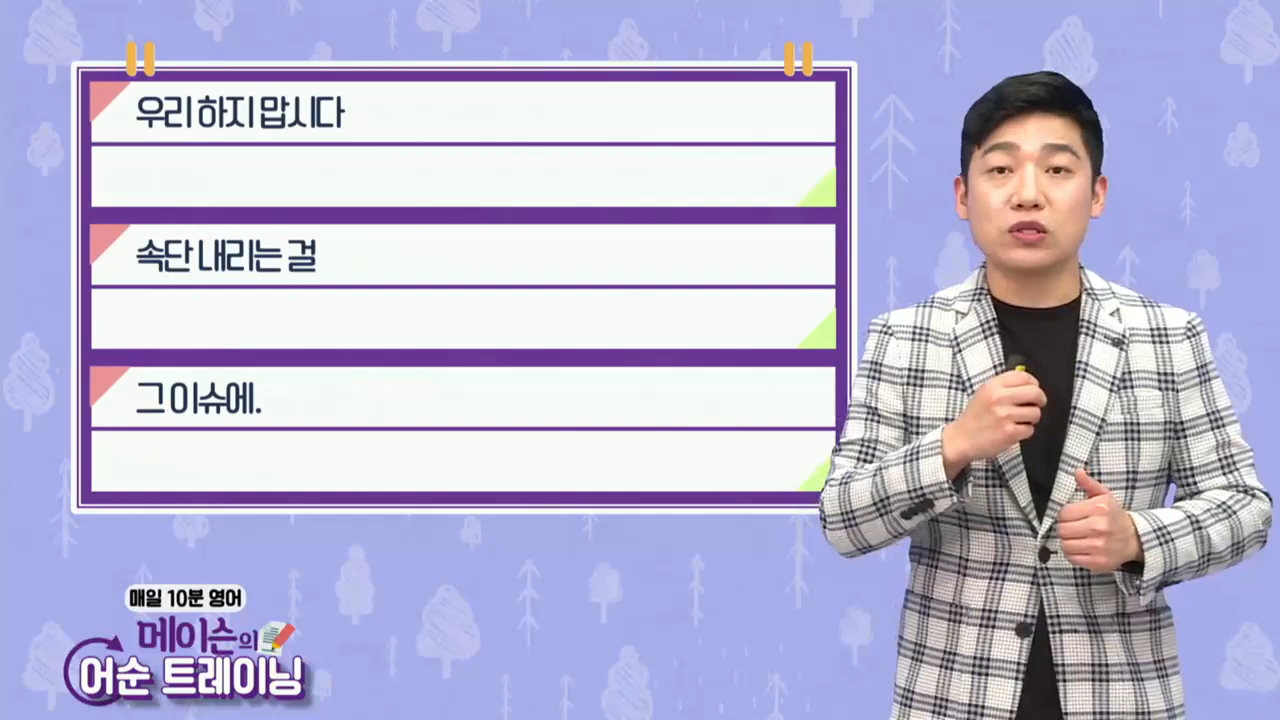 우리 하지 맙시다
속단 내리는 걸
그 이슈에.
매일 10분 영어
메이슨의
어순 트레이닝